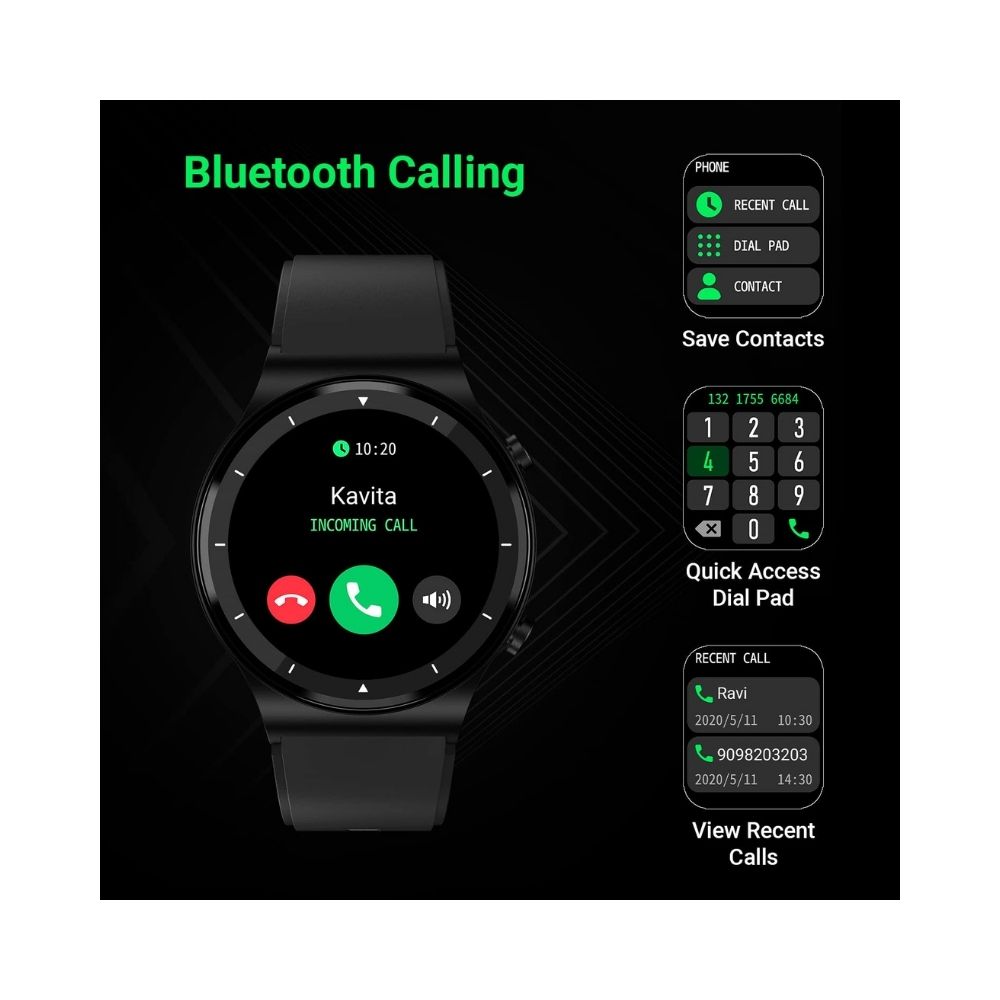 Bluetooth Calling
10:20
Kavita
INCOMING CALL
PHONE
RECENT CALL
DIAL PAD
CONTACT
Save Contacts
132 1755 6684
1 2 3
4 5 6
7 8 9
0
Quick Access
Dial Pad
RECENT CALL
Ravi
2020/5/11 10:30
9098203203
2020/5/11 14:30
View Recent
Calls